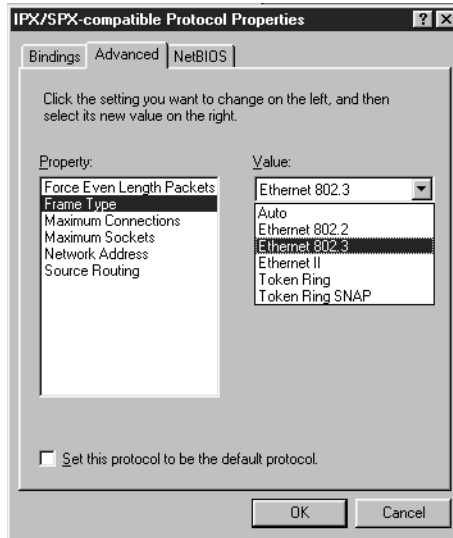 IPX/SPX-compatible Protocol Properties
Bindings Advanced NetBIOS
Click the setting you want to change on the left, and then
select its new value on the right.
Property:
Force Even Length Packets
Frame Type
Maximum Connections
Maximum Sockets
Network Address
Source Routing
Value:
Ethernet 802.3
Auto
Ethernet 802.2
Ethernet 802.3
Ethernet II
Token Ring
Token Ring SNAP
Set this protocol to be the default protocol.
OK Cancel